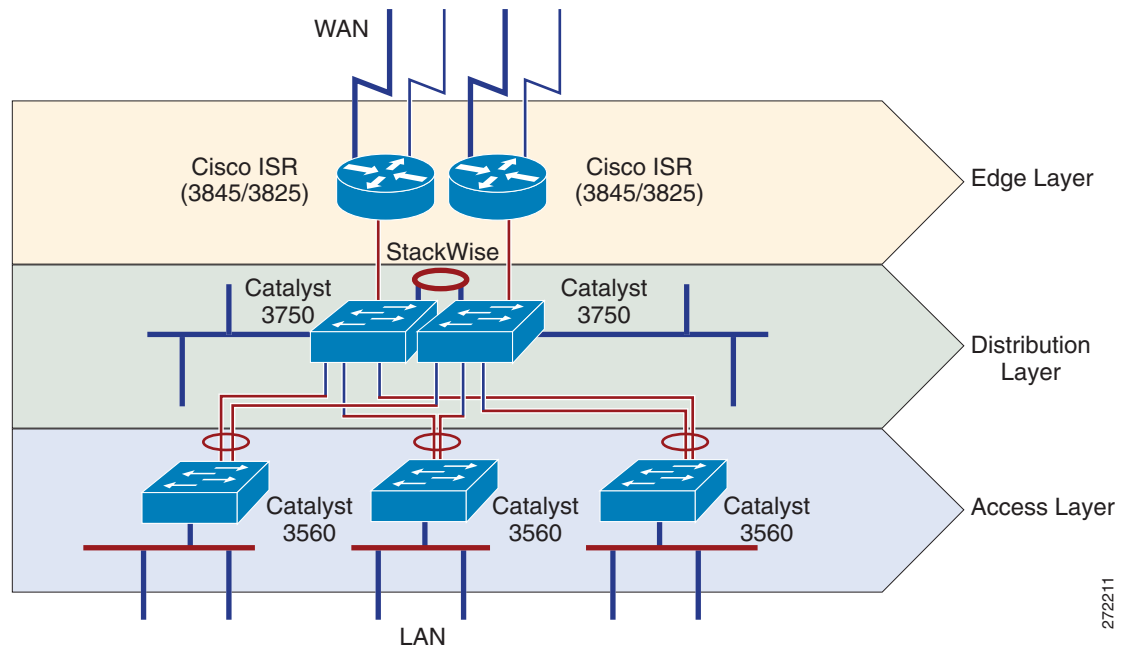 WAN
Cisco ISR
(3845/3825)
Cisco ISR
(3845/3825)
Edge Layer
StackWise
Catalyst
3750
Catalyst
3750
Distribution
Layer
Catalyst
3560
Catalyst
3560
Catalyst
3560
Access Layer
LAN
272211